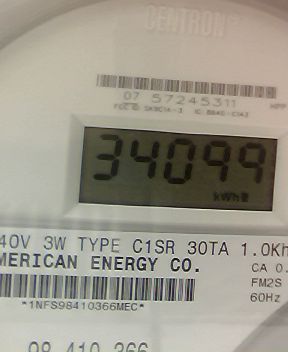 CENTRON®
07 57245311
HPP
34099
kWh
40V 3W TYPE C1SR 30TA 1.0Kh
MERICAN ENERGY CO.
CA 0.
FM2S
*1NFS98410366MEC*
60Hz
98 410 366